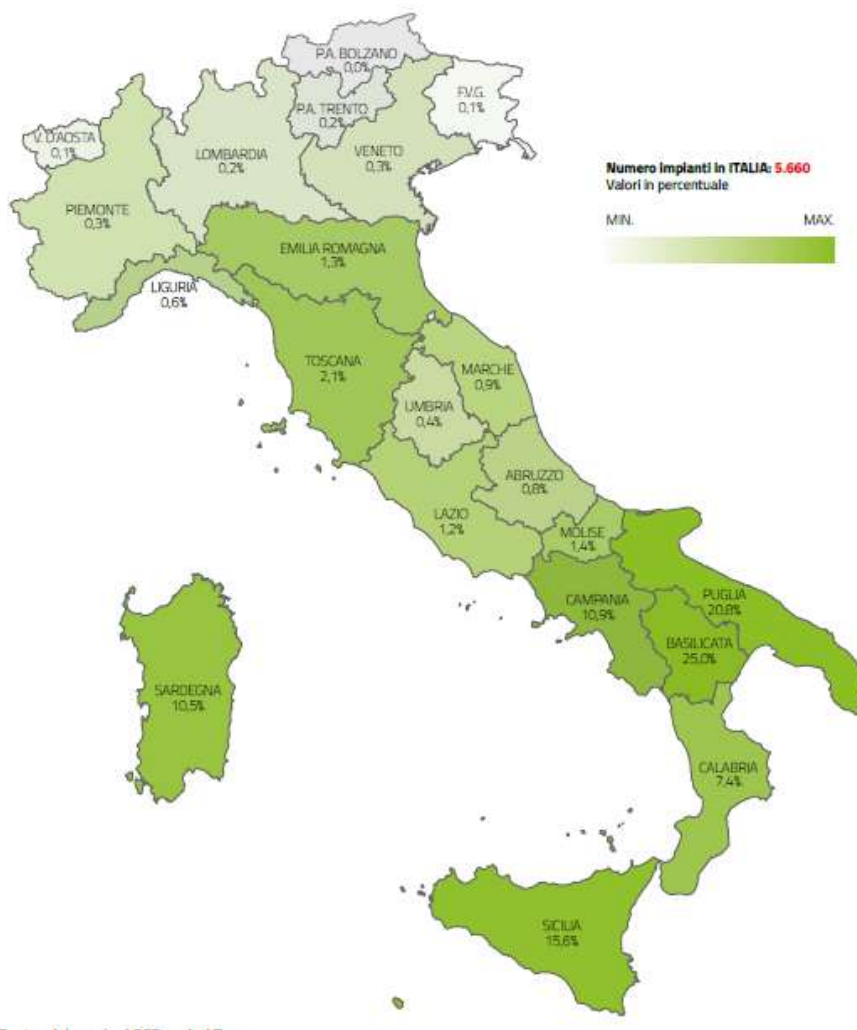 P.A. BOLZANO
0,0%
P.A. TRENTO
0,2%
F.V.G.
0,1%
V. D'AOSTA
0,1%
LOMBARDIA
0,2%
VENETO
0,3%
PIEMONTE
0,3%
Numero impianti in ITALIA: 5.660
Valori in percentuale
MIN. MAX.
EMILIA ROMAGNA
1,3%
LIGURIA
0,6%
TOSCANA
2,1%
MARCHE
0,9%
UMBRIA
0,4%
ABRUZZO
0,8%
LAZIO
1,2%
MOLISE
1,4%
CAMPANIA
10,9%
PUGLIA
20,8%
BASILICATA
25,0%
SARDEGNA
10,5%
CALABRIA
7,4%
SICILIA
15,6%